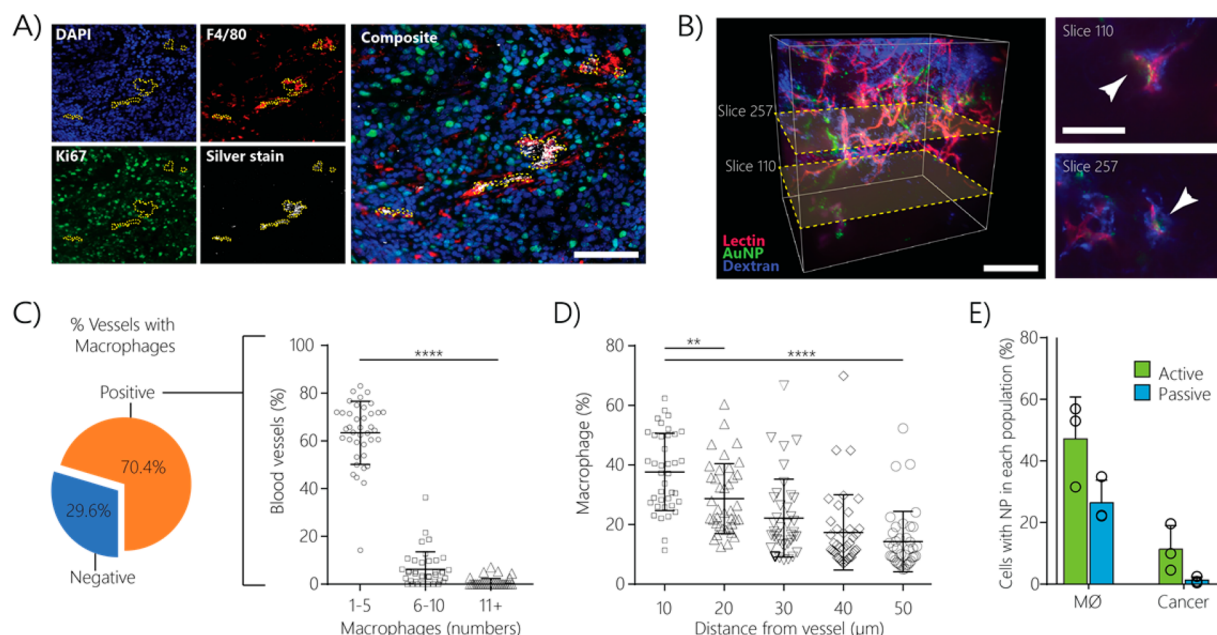 A)
DAPI
F4/80
Composite
Ki67
Silver stain
B)
Slice 257
Slice 110
Lectin
AuNP
Dextran
Slice 110
Slice 257
C)
% Vessels with
Macrophages
Positive
70.4%
29.6%
Negative
Blood vessels (%)
100
80
60
40
20
0
****
1-5
6-10
11+
Macrophages (numbers)
D)
Macrophage (%)
80
60
40
20
0
**
****
10
20
30
40
50
Distance from vessel (µm)
E)
Cells with NP in each population (%)
80
60
40
20
0
Active
Passive
MØ
Cancer